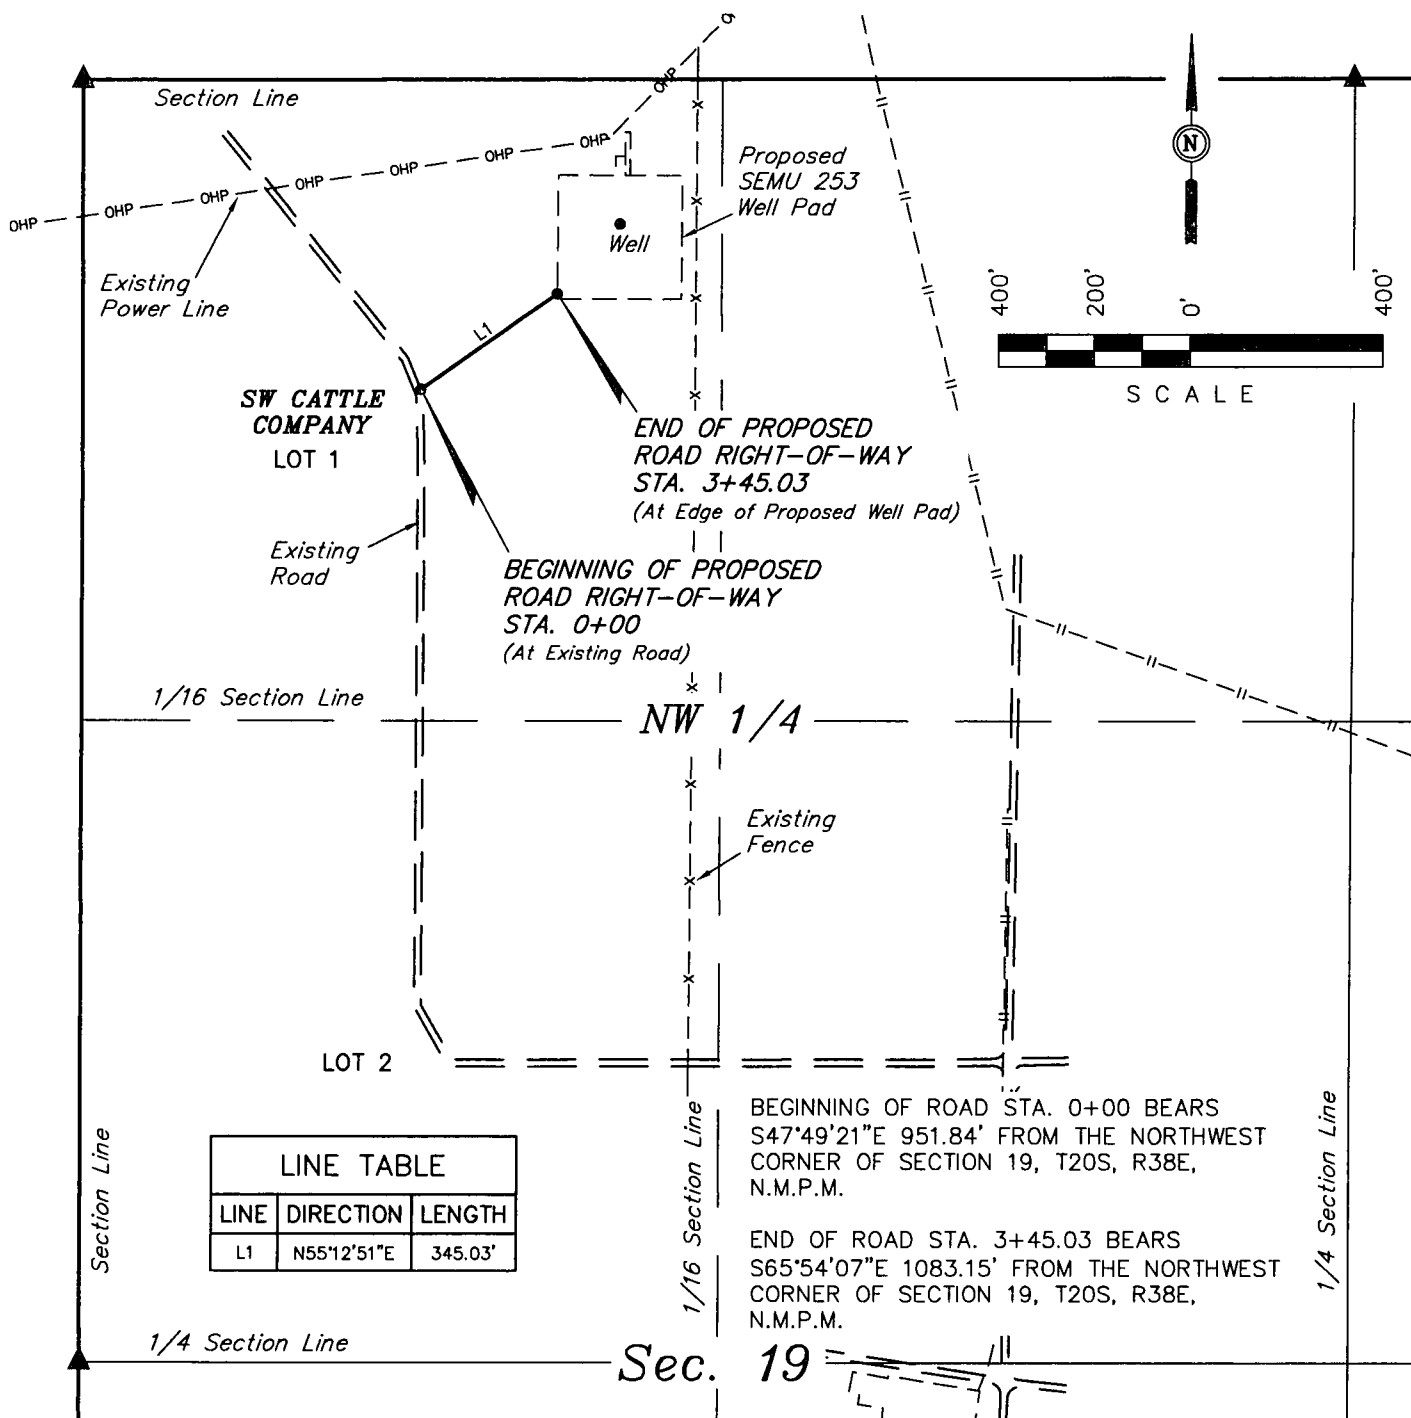 Section Line
OHP
OHP
OHP
OHP
OHP
OHP
OHP
OHP
N
Proposed
SEMU 253
Well Pad
Well
Existing
Power Line
400'
200'
0'
400'
SCALE
L1
SW CATTLE
COMPANY
LOT 1
END OF PROPOSED
ROAD RIGHT-OF-WAY
STA. 3+45.03
(At Edge of Proposed Well Pad)
Existing
Road
BEGINNING OF PROPOSED
ROAD RIGHT-OF-WAY
STA. 0+00
(At Existing Road)
1/16 Section Line
NW 1/4
Existing
Fence
LOT 2
BEGINNING OF ROAD STA. 0+00 BEARS
S47°49'21"E 951.84' FROM THE NORTHWEST
CORNER OF SECTION 19, T20S, R38E,
N.M.P.M.
END OF ROAD STA. 3+45.03 BEARS
S65°54'07"E 1083.15' FROM THE NORTHWEST
CORNER OF SECTION 19, T20S, R38E,
N.M.P.M.
Section Line
LINE TABLE
LINE DIRECTION LENGTH
L1 N55°12'51"E 345.03'
1/16 Section Line
1/4 Section Line
1/4 Section Line
Sec. 19